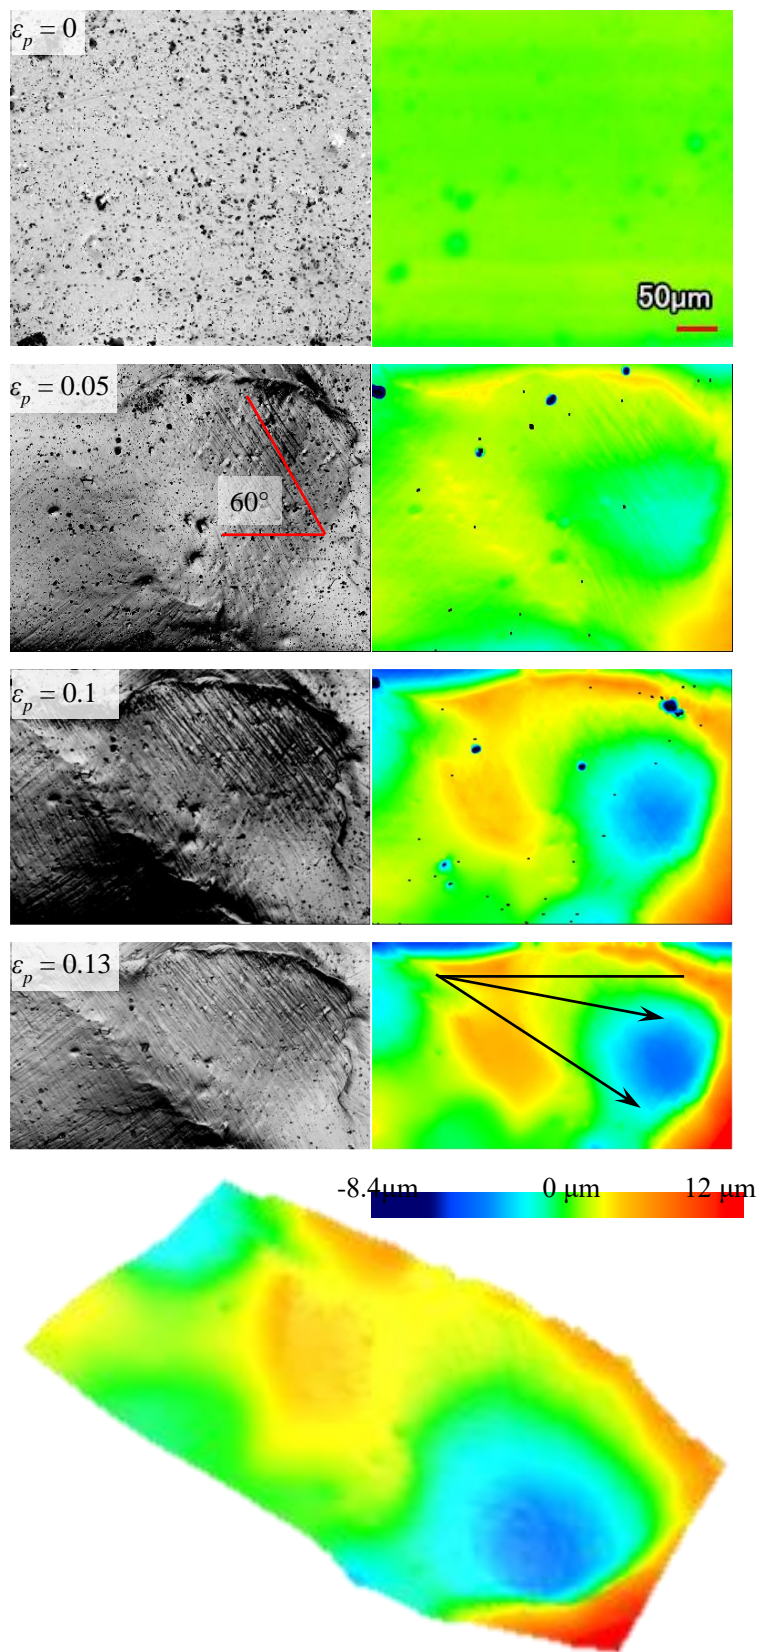 εₚ = 0
50μm
εₚ = 0.05
60°
εₚ = 0.1
εₚ = 0.13
-8.4μm 0 μm 12 μm